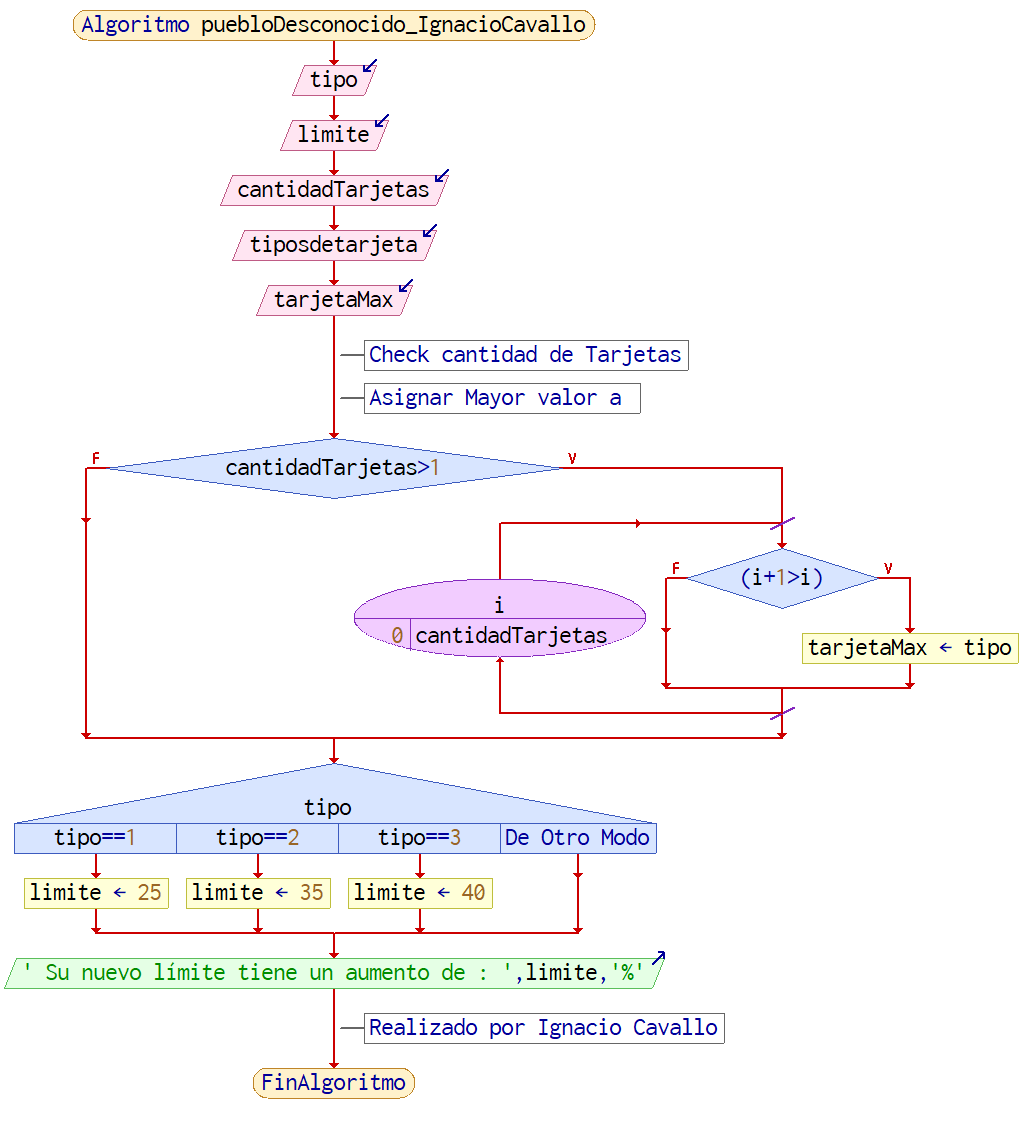 Algoritmo puebloDesconocido_IgnacioCavallo
tipo
limite
cantidadTarjetas
tiposdetarjeta
tarjetaMax
Check cantidad de Tarjetas
Asignar Mayor valor a
F
cantidadTarjetas>1
V
F
(i+1>i)
V
i
0 cantidadTarjetas
tarjetaMax ← tipo
tipo
tipo==1 tipo==2 tipo==3 De Otro Modo
limite ← 25 limite ← 35 limite ← 40
' Su nuevo límite tiene un aumento de : ',limite,'%'
Realizado por Ignacio Cavallo
FinAlgoritmo